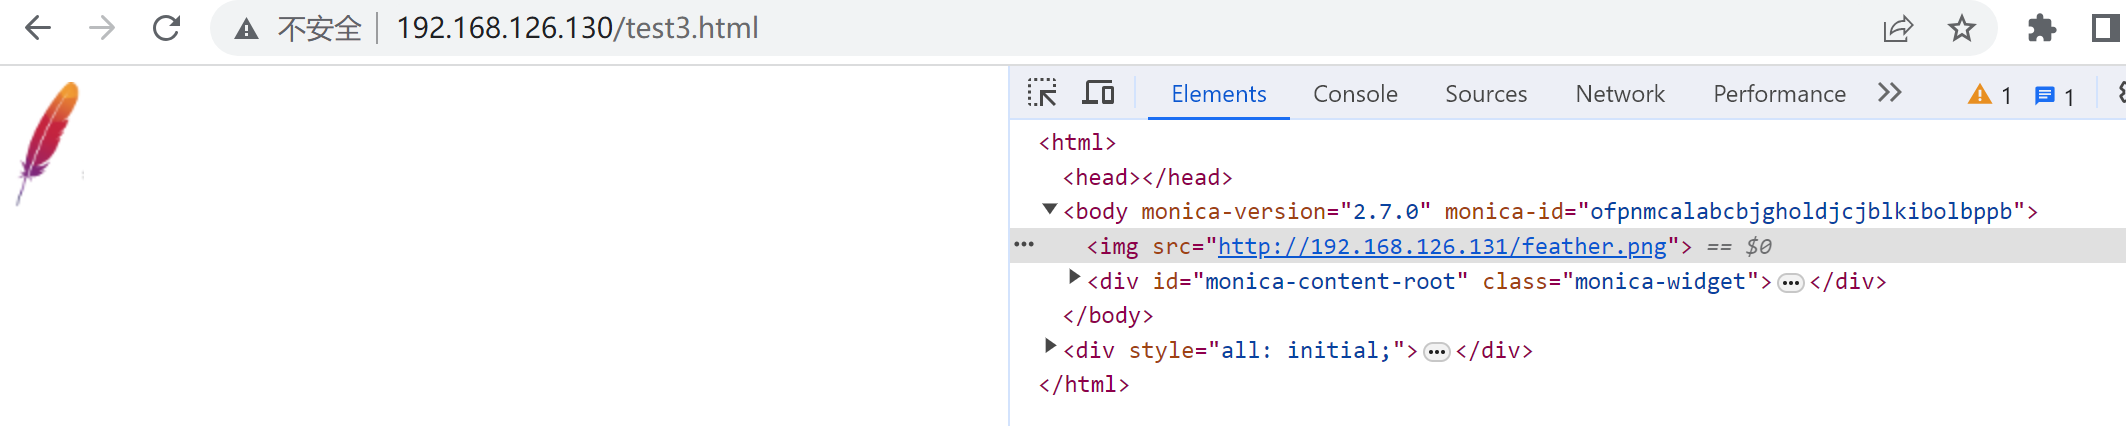 不安全 192.168.126.130/test3.html
Elements Console Sources Network Performance 1 1
<html>
<head></head>
<body monica-version="2.7.0" monica-id="ofpnmcalabcbjgholdjcjblkibolbppb">
<img src="http://192.168.126.131/feather.png"> == $0
<div id="monica-content-root" class="monica-widget">…</div>
</body>
<div style="all: initial;">…</div>
</html>